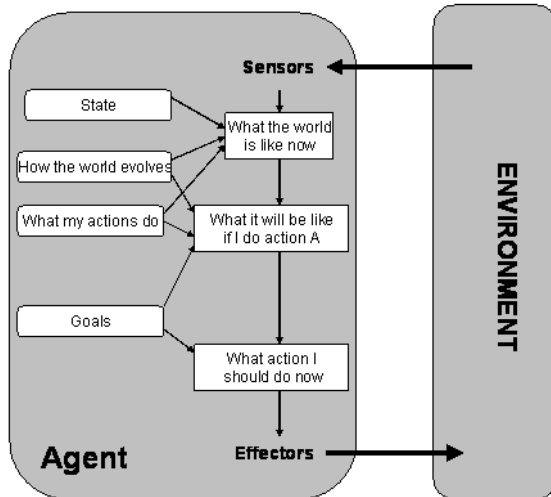 Sensors
State
What the world
is like now
How the world evolves
What my actions do
What it will be like
if I do action A
Goals
What action I
should do now
Agent
Effectors
ENVIRONMENT